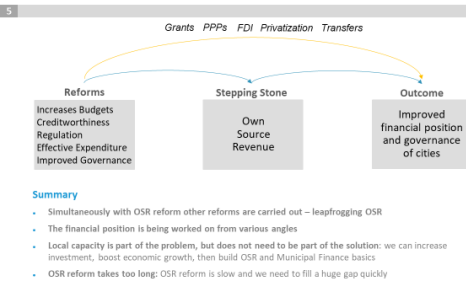 5
Grants PPPs FDI Privatization Transfers
Reforms
Increases Budgets
Creditworthiness
Regulation
Effective Expenditure
Improved Governance
Stepping Stone
Own
Source
Revenue
Outcome
Improved
financial position
and governance
of cities
Summary
• Simultaneously with OSR reform other reforms are carried out – leapfrogging OSR
• The financial position is being worked on from various angles
• Local capacity is part of the problem, but does not need to be part of the solution: we can increase
investment, boost economic growth, then build OSR and Municipal Finance basics
• OSR reform takes too long: OSR reform is slow and we need to fill a huge gap quickly